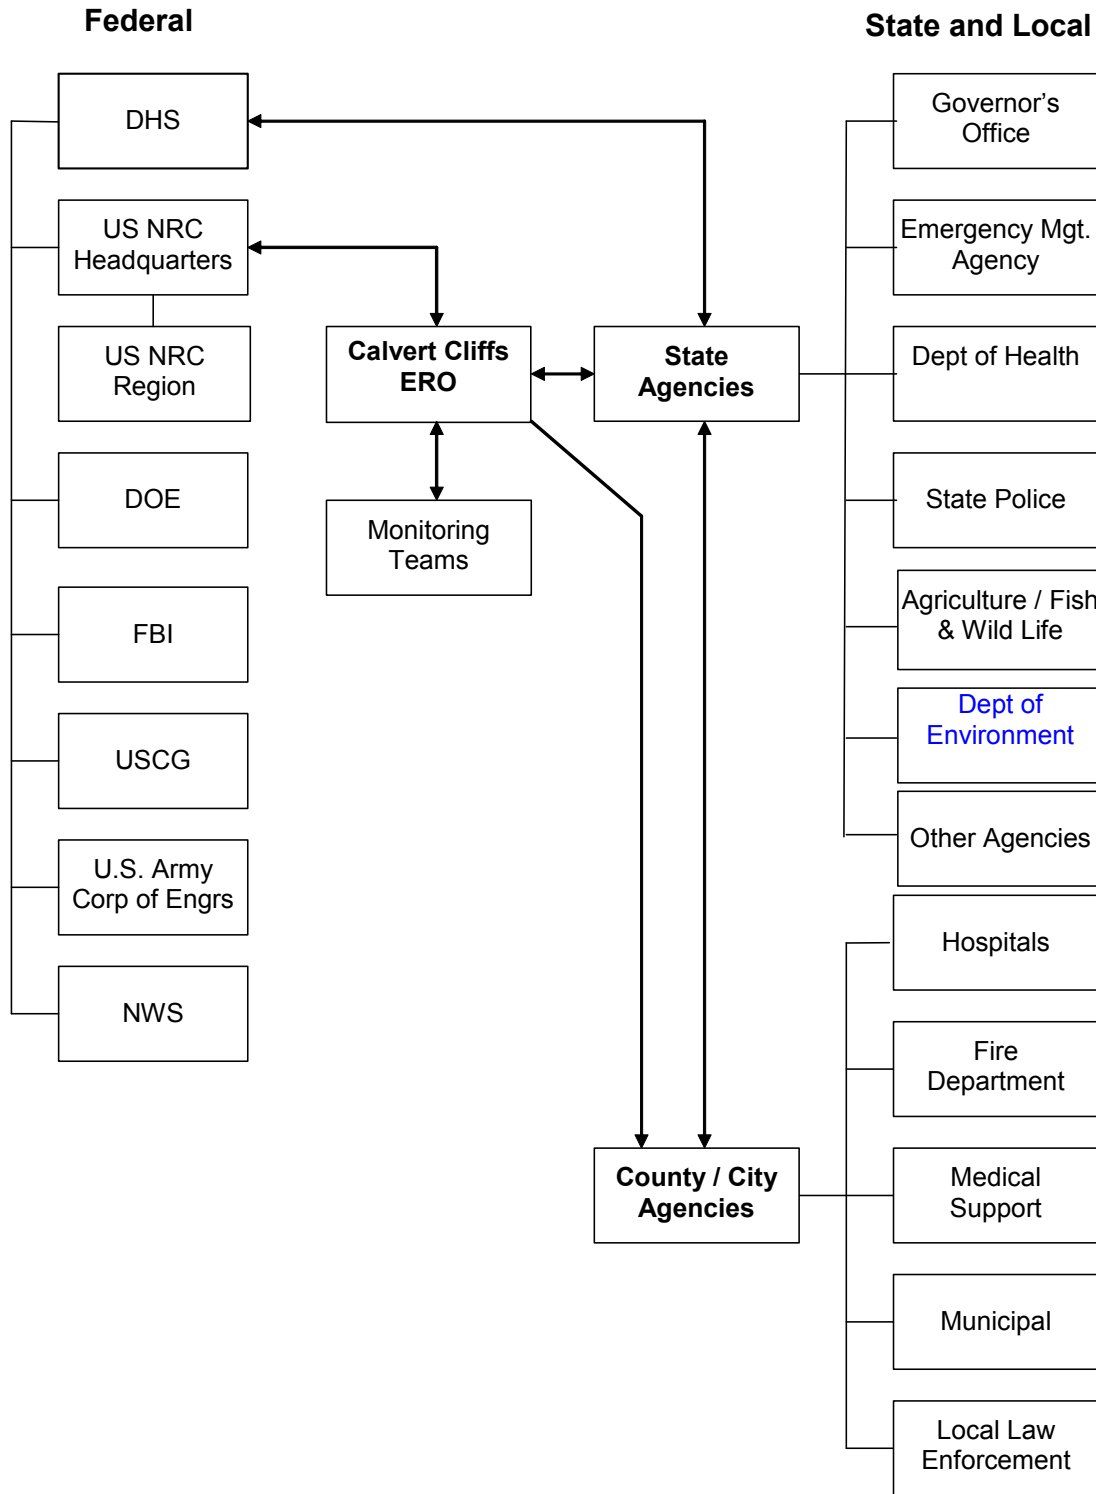 Federal
State and Local
DHS
US NRC
Headquarters
US NRC
Region
DOE
FBI
USCG
U.S. Army
Corp of Engrs
NWS
Calvert Cliffs
ERO
Monitoring
Teams
State
Agencies
County / City
Agencies
Governor's
Office
Emergency Mgt.
Agency
Dept of Health
State Police
Agriculture / Fish
& Wild Life
Dept of
Environment
Other Agencies
Hospitals
Fire
Department
Medical
Support
Municipal
Local Law
Enforcement